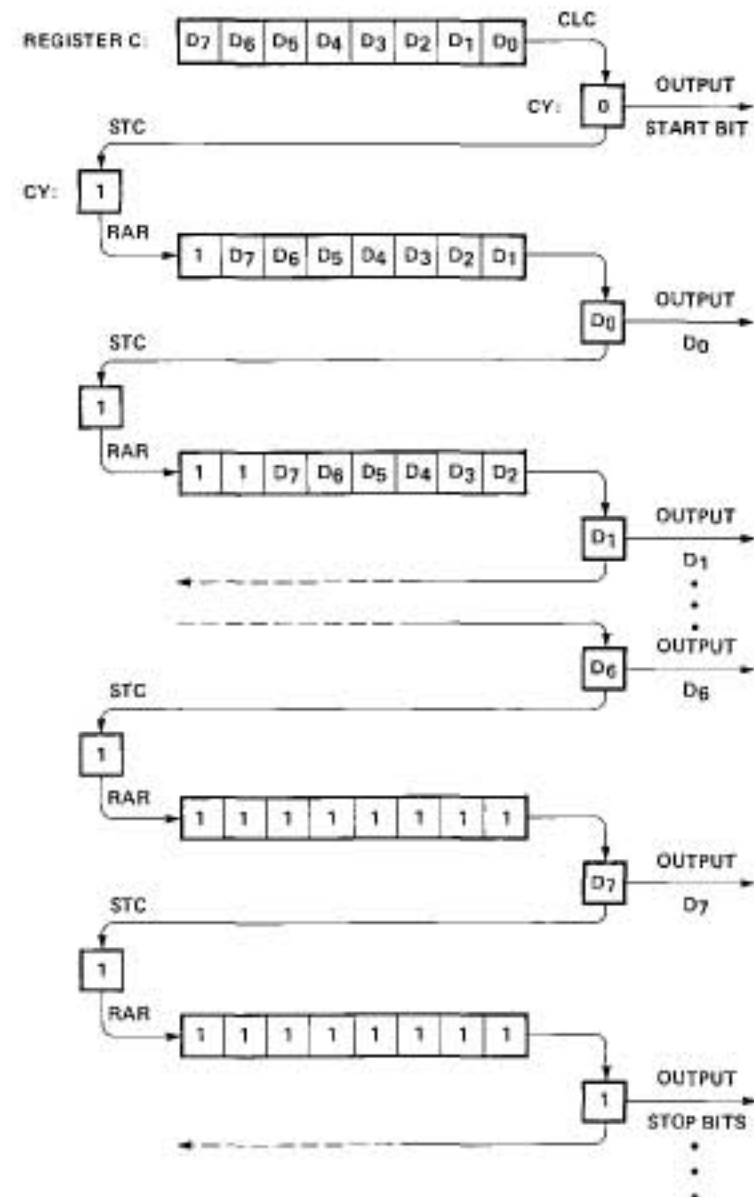 CLC
REGISTER C: D7 D6 D5 D4 D3 D2 D1 D0
OUTPUT
CY: 0
START BIT
STC
CY: 1
RAR
1 D7 D6 D5 D4 D3 D2 D1
OUTPUT
D0
D0
STC
1
RAR
1 1 D7 D6 D5 D4 D3 D2
OUTPUT
D1
D1
OUTPUT
D6
D6
STC
1
RAR
1 1 1 1 1 1 1 1
OUTPUT
D7
D7
STC
1
RAR
1 1 1 1 1 1 1 1
OUTPUT
1
STOP BITS